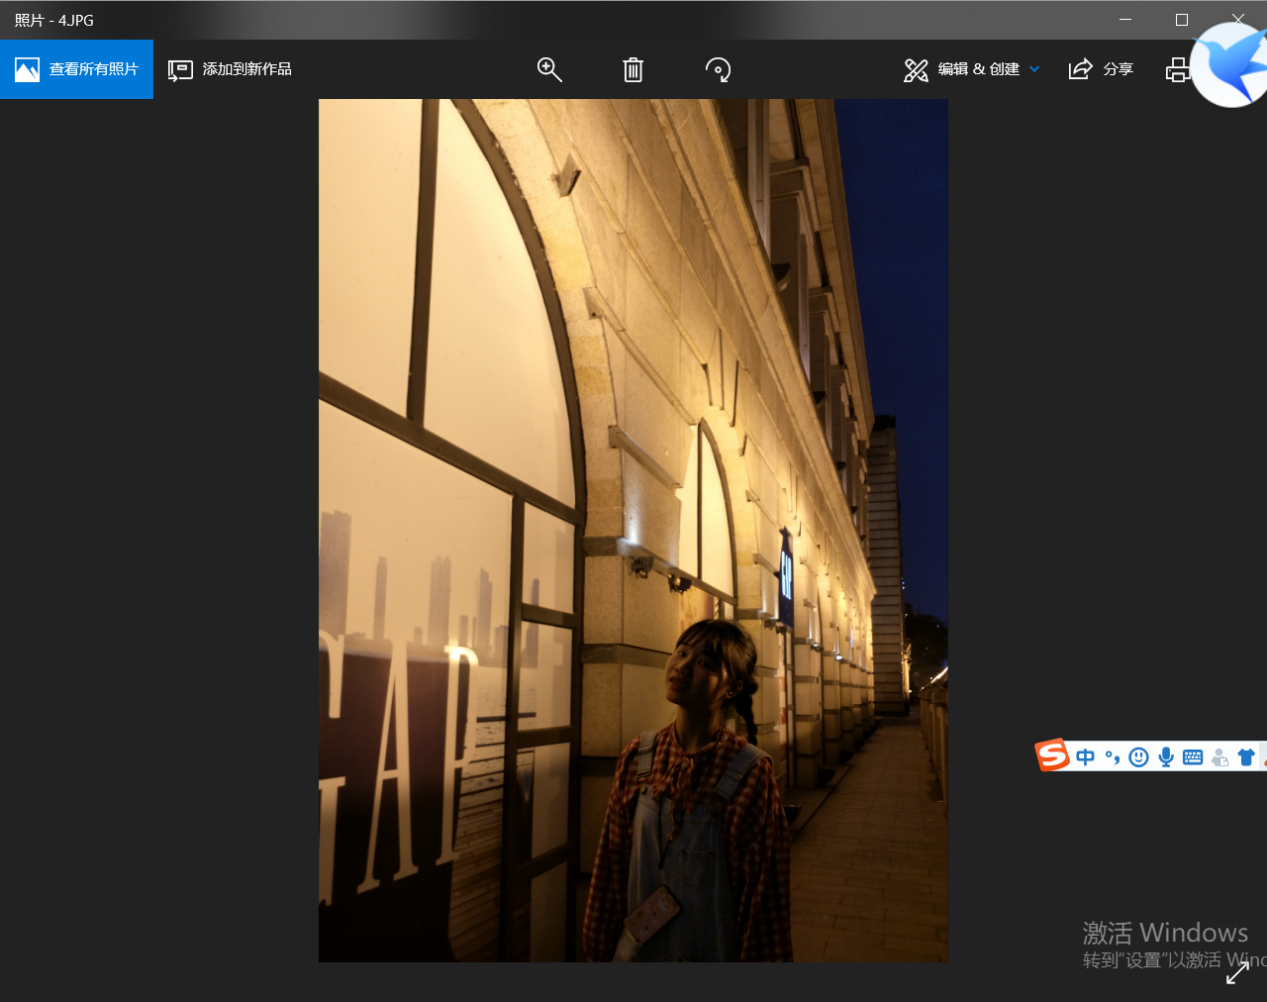 照片 - 4.JPG
查看所有照片
添加到新作品
编辑 & 创建
分享
GAP
GAP
中
激活 Windows
转到"设置"以激活 Wind